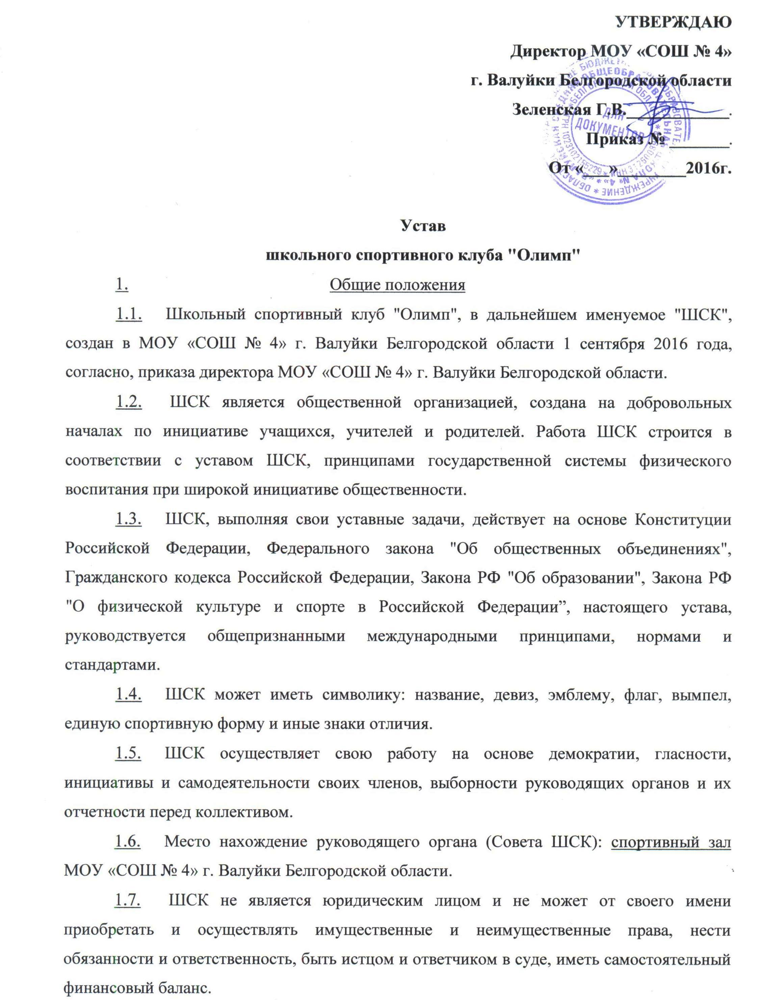 УТВЕРЖДАЮ
Директор МОУ «СОШ № 4»
г. Валуйки Белгородской области
Зеленская Г.В.____________.
Приказ № _______.
От «___»________2016г.
ДЛЯ
ДОКУМЕНТОВ
Устав
школьного спортивного клуба "Олимп"
1. Общие положения
1.1. Школьный спортивный клуб "Олимп", в дальнейшем именуемое "ШСК",
создан в МОУ «СОШ № 4» г. Валуйки Белгородской области 1 сентября 2016 года,
согласно, приказа директора МОУ «СОШ № 4» г. Валуйки Белгородской области.
1.2. ШСК является общественной организацией, создана на добровольных
началах по инициативе учащихся, учителей и родителей. Работа ШСК строится в
соответствии с уставом ШСК, принципами государственной системы физического
воспитания при широкой инициативе общественности.
1.3. ШСК, выполняя свои уставные задачи, действует на основе Конституции
Российской Федерации, Федерального закона "Об общественных объединениях",
Гражданского кодекса Российской Федерации, Закона РФ "Об образовании", Закона РФ
"О физической культуре и спорте в Российской Федерации”, настоящего устава,
руководствуется общепризнанными международными принципами, нормами и
стандартами.
1.4. ШСК может иметь символику: название, девиз, эмблему, флаг, вымпел,
единую спортивную форму и иные знаки отличия.
1.5. ШСК осуществляет свою работу на основе демократии, гласности,
инициативы и самодеятельности своих членов, выборности руководящих органов и их
отчетности перед коллективом.
1.6. Место нахождение руководящего органа (Совета ШСК): спортивный зал
МОУ «СОШ № 4» г. Валуйки Белгородской области.
1.7. ШСК не является юридическим лицом и не может от своего имени
приобретать и осуществлять имущественные и неимущественные права, нести
обязанности и ответственность, быть истцом и ответчиком в суде, иметь самостоятельный
финансовый баланс.